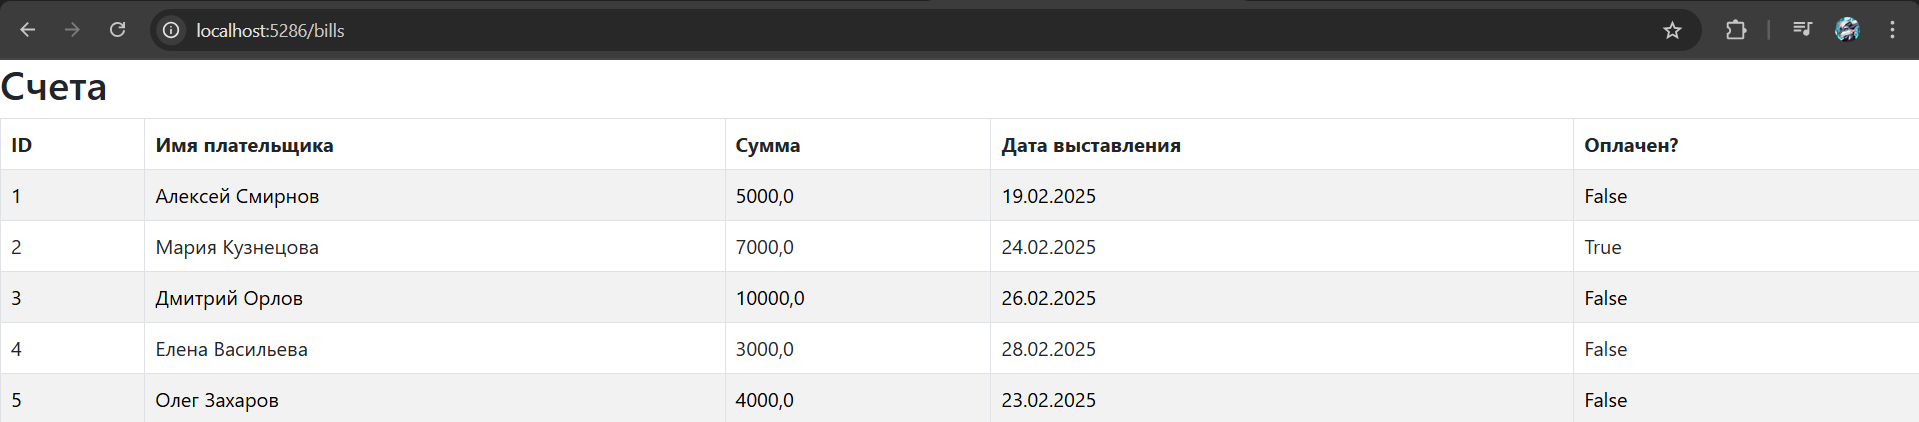 localhost:5286/bills
Счета
ID Имя плательщика Сумма Дата выставления Оплачен?
1 Алексей Смирнов 5000,0 19.02.2025 False
2 Мария Кузнецова 7000,0 24.02.2025 True
3 Дмитрий Орлов 10000,0 26.02.2025 False
4 Елена Васильева 3000,0 28.02.2025 False
5 Олег Захаров 4000,0 23.02.2025 False